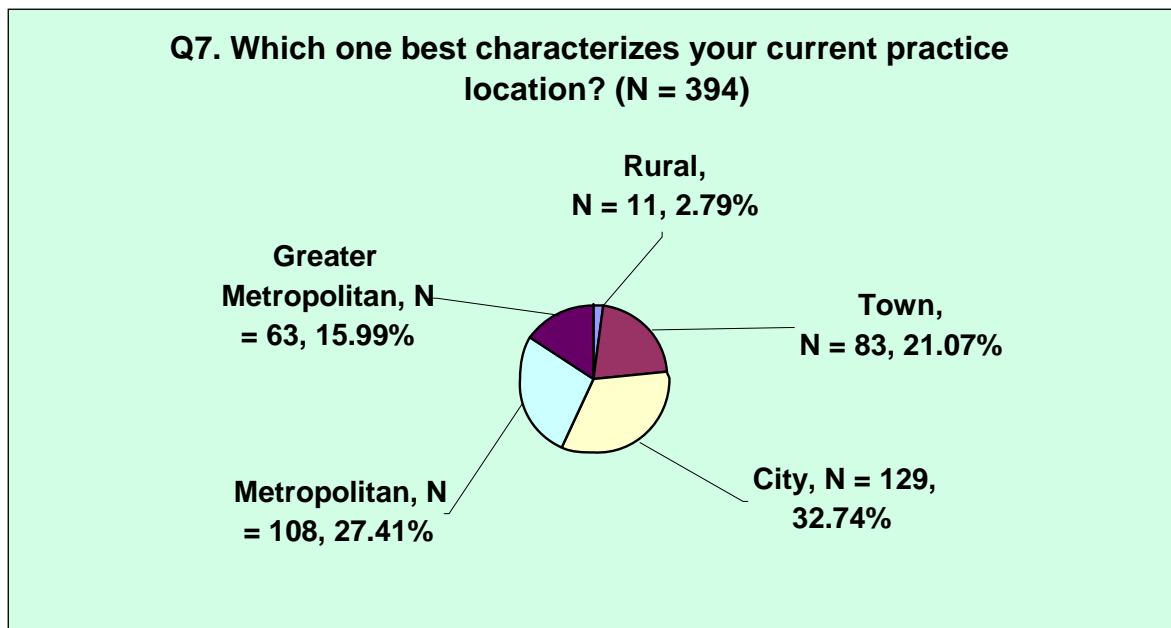 Q7. Which one best characterizes your current practice
location? (N = 394)
Rural,
N = 11, 2.79%
Greater
Metropolitan, N
= 63, 15.99%
Town,
N = 83, 21.07%
Metropolitan, N
= 108, 27.41%
City, N = 129,
32.74%